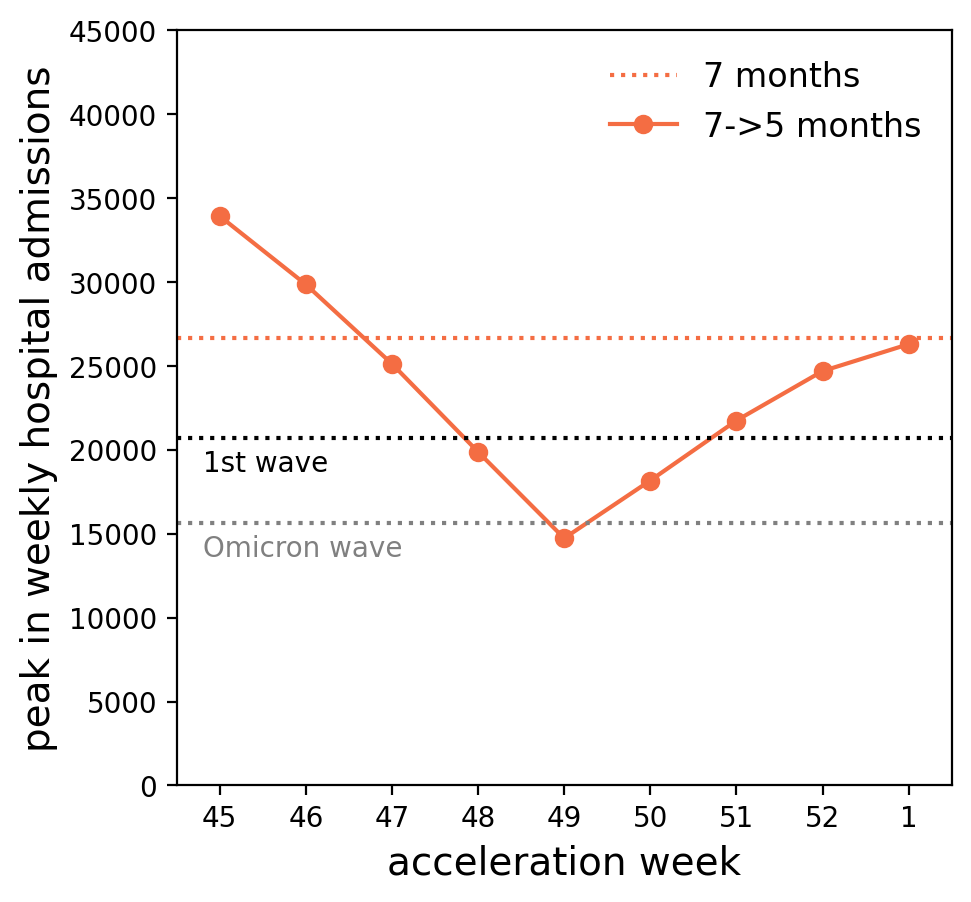 45000
40000
35000
30000
25000
20000
15000
10000
5000
0
peak in weekly hospital admissions
7 months
7->5 months
1st wave
Omicron wave
45 46 47 48 49 50 51 52 1
acceleration week